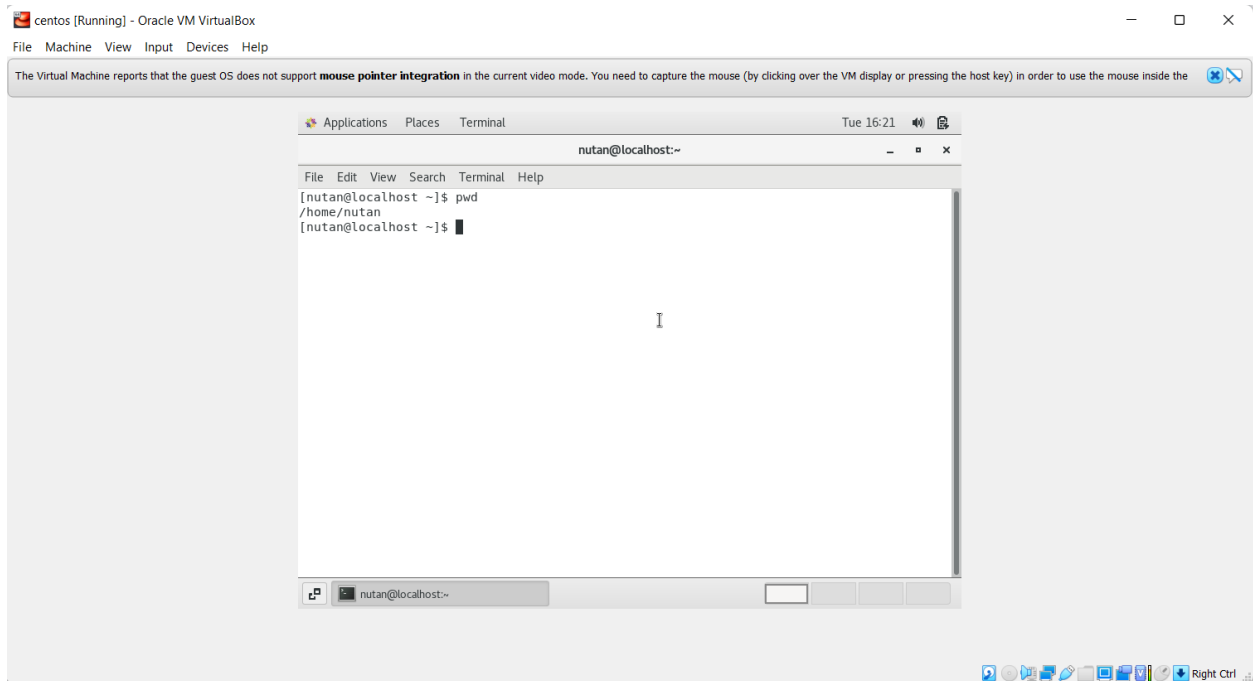 centos [Running] - Oracle VM VirtualBox
File Machine View Input Devices Help
The Virtual Machine reports that the guest OS does not support mouse pointer integration in the current video mode. You need to capture the mouse (by clicking over the VM display or pressing the host key) in order to use the mouse inside the
Applications Places Terminal Tue 16:21
nutan@localhost:~
File Edit View Search Terminal Help
[nutan@localhost ~]$ pwd
/home/nutan
[nutan@localhost ~]$
nutan@localhost:~
Right Ctrl